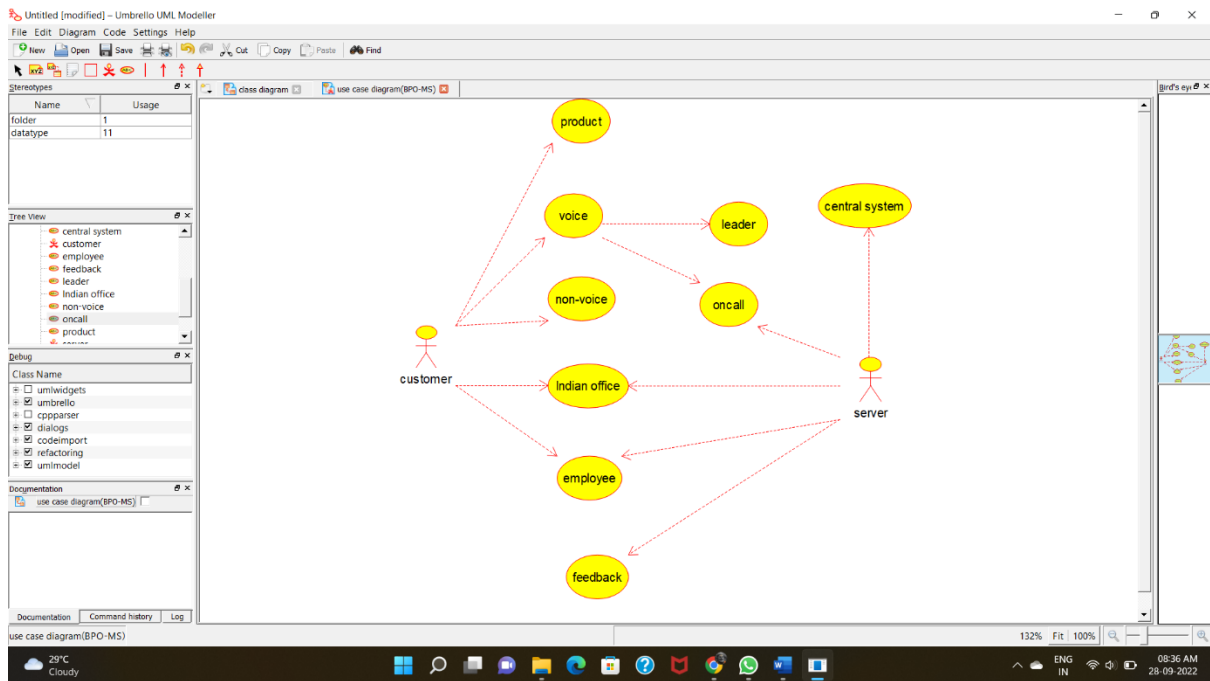 Untitled [modified] – Umbrello UML Modeller
File Edit Diagram Code Settings Help
New Open Save Cut Copy Paste Find
Stereotypes
class diagram use case diagram(BPO-MS)
Bird's eye
Name Usage
folder 1
datatype 11
Tree View
central system
customer
employee
feedback
leader
Indian office
non-voice
oncall
product
Debug
Class Name
umlwidgets
umbrello
cppparser
dialogs
codeimport
refactoring
umlmodel
Documentation
use case diagram(BPO-MS)
product
voice
leader
central system
non-voice
oncall
customer
Indian office
server
employee
feedback
Documentation Command history Log
use case diagram(BPO-MS)
132% Fit 100%
29°C
Cloudy
ENG
IN
08:36 AM
28-09-2022